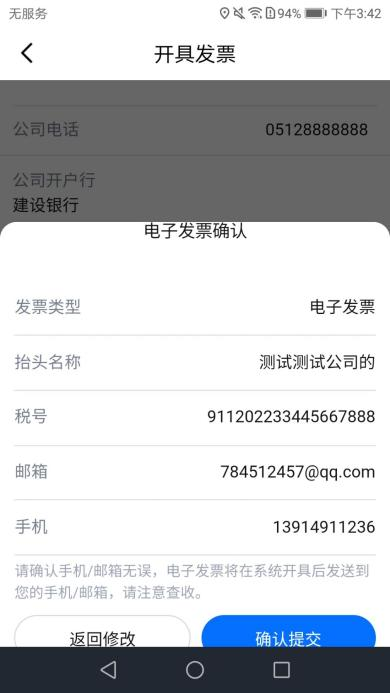 无服务
94% 下午3:42
开具发票
公司电话 05128888888
公司开户行
建设银行
电子发票确认
发票类型 电子发票
抬头名称 测试测试公司的
税号 911202233445667888
邮箱 784512457@qq.com
手机 13914911236
请确认手机/邮箱无误，电子发票将在系统开具后发送到
您的手机/邮箱，请注意查收。
返回修改 确认提交